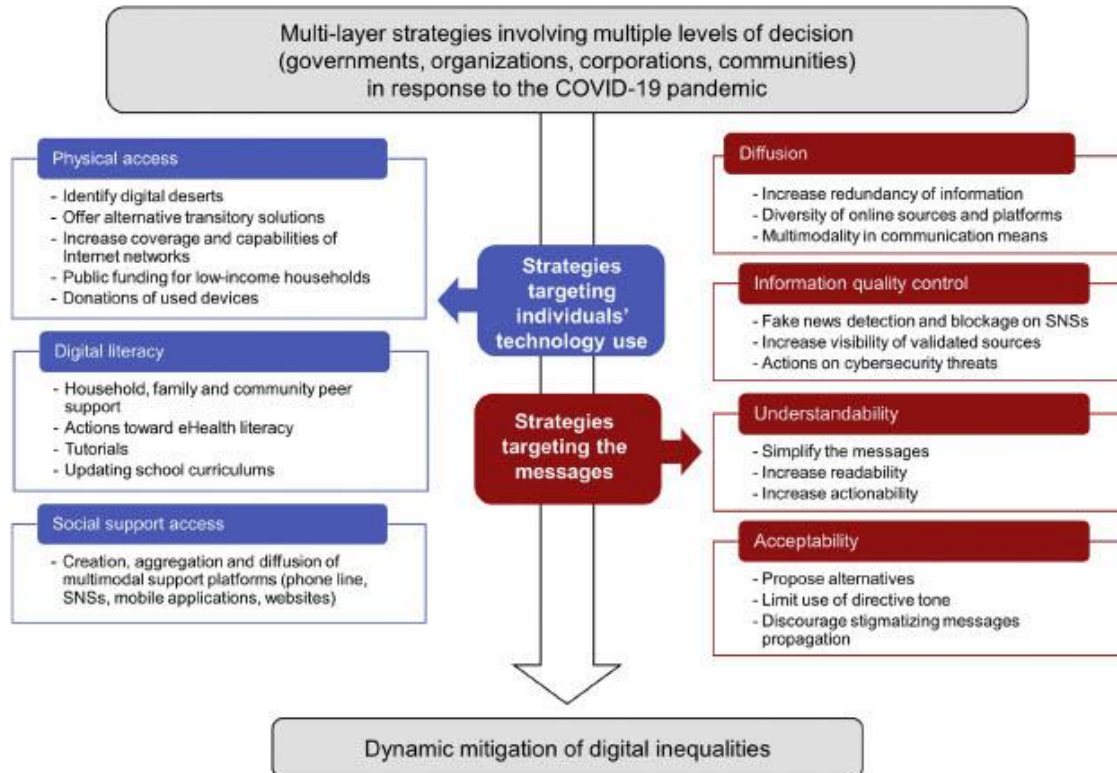 Multi-layer strategies involving multiple levels of decision
(governments, organizations, corporations, communities)
in response to the COVID-19 pandemic
Physical access
- Identify digital deserts
- Offer alternative transitory solutions
- Increase coverage and capabilities of
Internet networks
- Public funding for low-income households
- Donations of used devices
Digital literacy
- Household, family and community peer
support
- Actions toward eHealth literacy
- Tutorials
- Updating school curriculums
Social support access
- Creation, aggregation and diffusion of
multimodal support platforms (phone line,
SNSs, mobile applications, websites)
Strategies
targeting
individuals'
technology use
Strategies
targeting the
messages
Diffusion
- Increase redundancy of information
- Diversity of online sources and platforms
- Multimodality in communication means
Information quality control
- Fake news detection and blockage on SNSs
- Increase visibility of validated sources
- Actions on cybersecurity threats
Understandability
- Simplify the messages
- Increase readability
- Increase actionability
Acceptability
- Propose alternatives
- Limit use of directive tone
- Discourage stigmatizing messages
propagation
Dynamic mitigation of digital inequalities